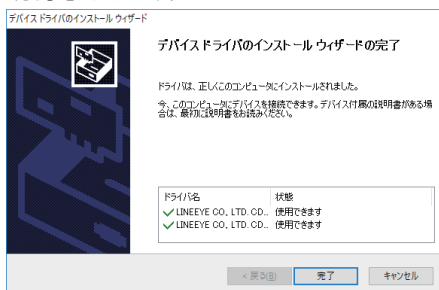 デバイス ドライバのインストール ウィザード
デバイス ドライバのインストール ウィザードの完了
ドライバは、正しくこのコンピュータにインストールされました。
今、このコンピュータにデバイスを接続できます。デバイス付属の説明書がある場
合は、最初に説明書をお読みください。
ドライバ名 状態
LINEEYE CO., LTD. CD... 使用できます
LINEEYE CO., LTD. CD... 使用できます
< 戻る(B) 完了 キャンセル